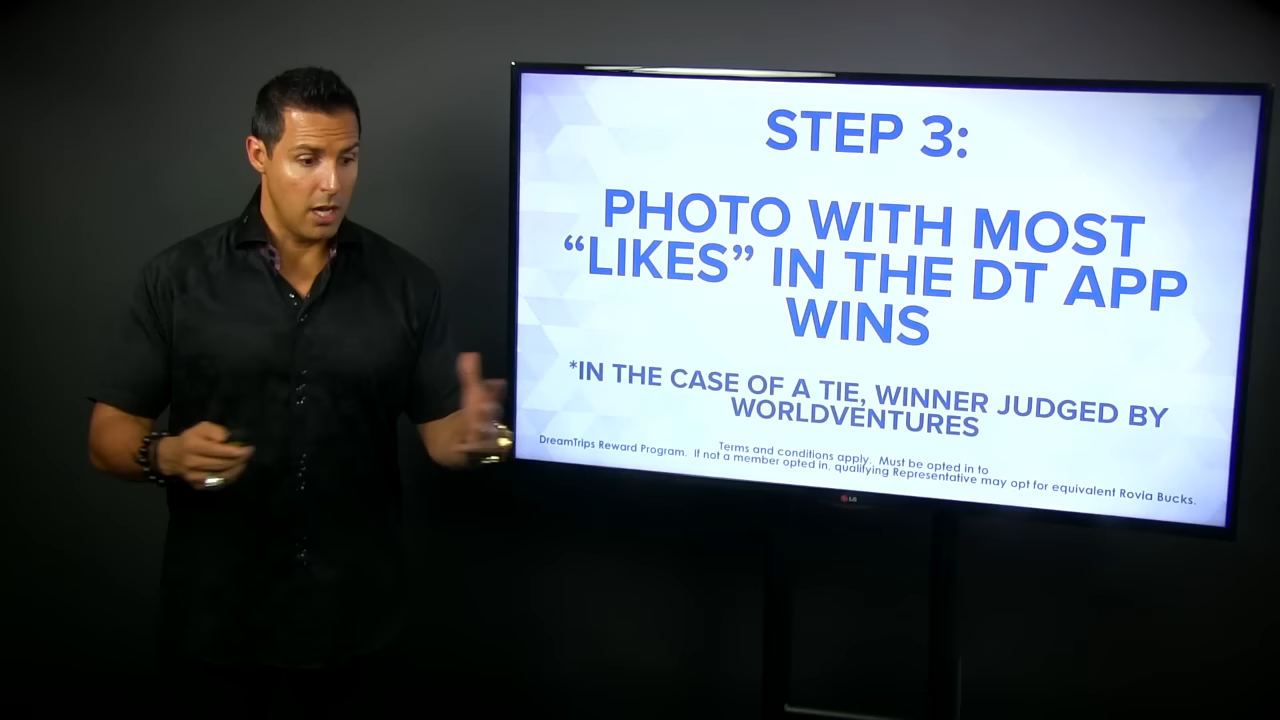 STEP 3:
PHOTO WITH MOST
“LIKES” IN THE DT APP
WINS
*IN THE CASE OF A TIE, WINNER JUDGED BY
WORLDVENTURES
Terms and conditions apply. Must be opted in to
DreamTrips Reward Program. If not a member opted in, qualifying Representative may opt for equivalent Rovia Bucks.
LG